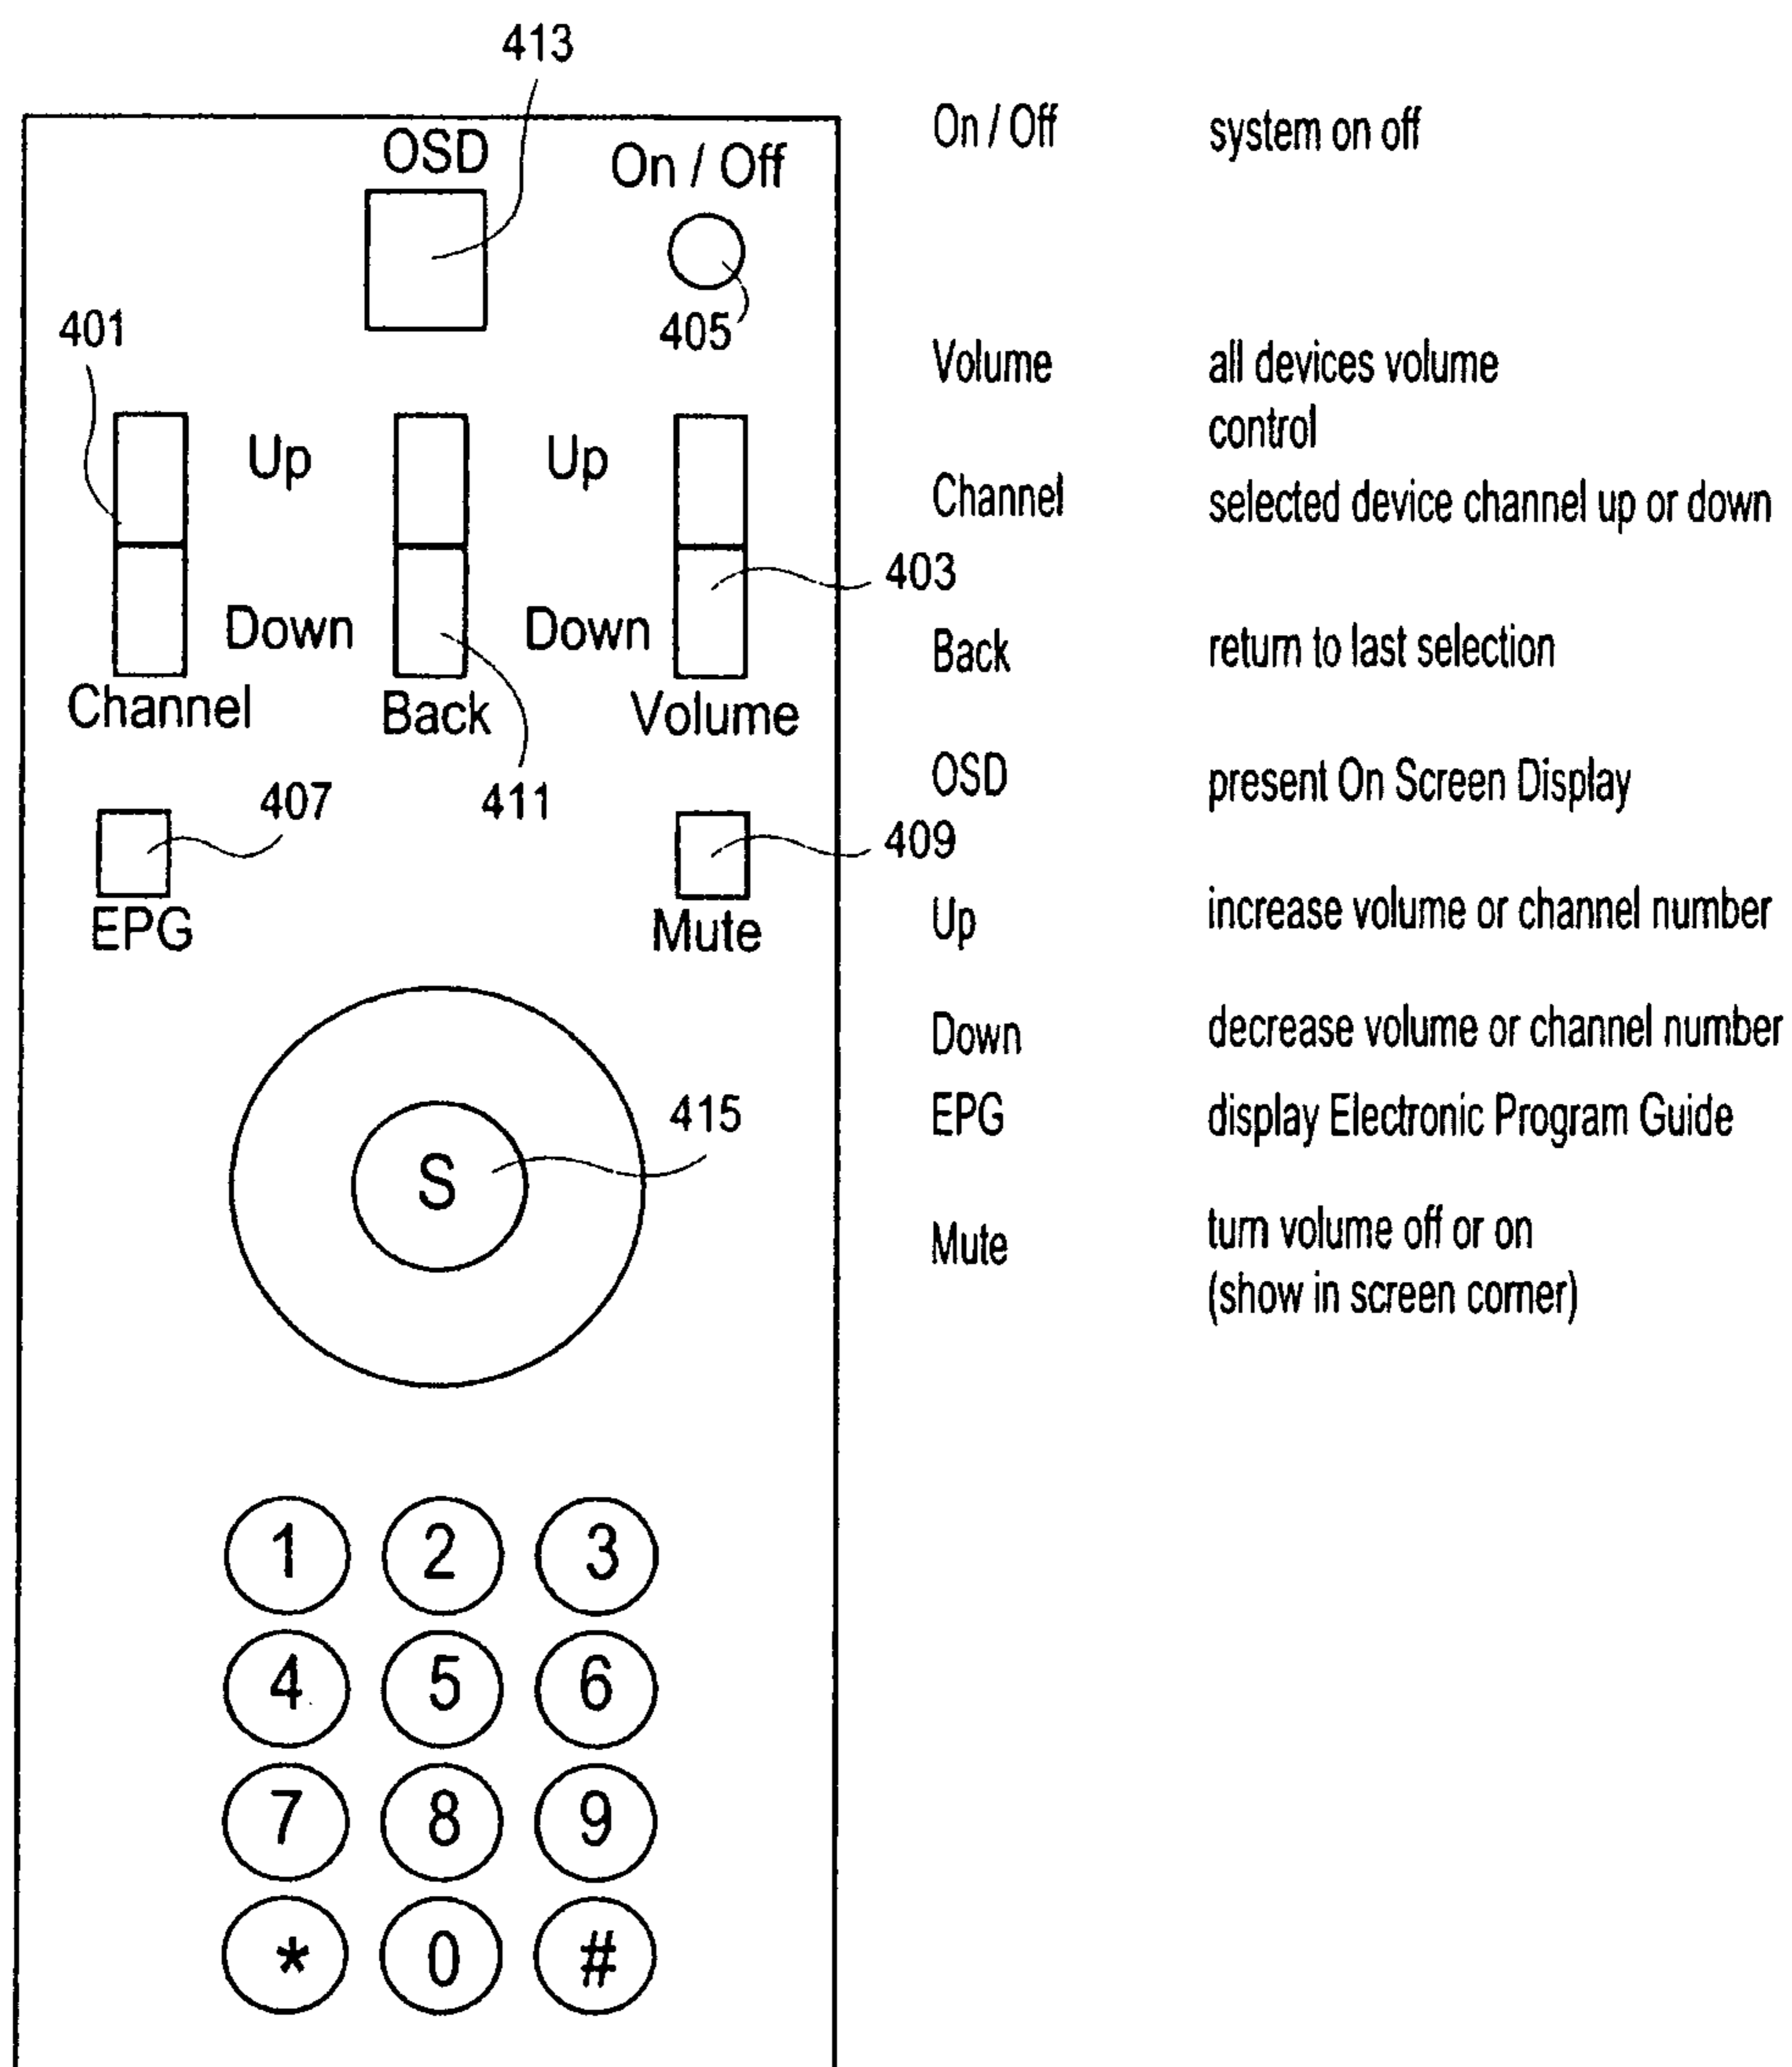 413
OSD
On / Off
405
401
Up
Up
403
Down
Down
Channel
Back
Volume
407
411
409
EPG
Mute
415
S
1 2 3
4 5 6
7 8 9
* 0 #
On / Off system on off
Volume all devices volume
control
Channel selected device channel up or down
Back return to last selection
OSD present On Screen Display
Up increase volume or channel number
Down decrease volume or channel number
EPG display Electronic Program Guide
Mute turn volume off or on
(show in screen corner)